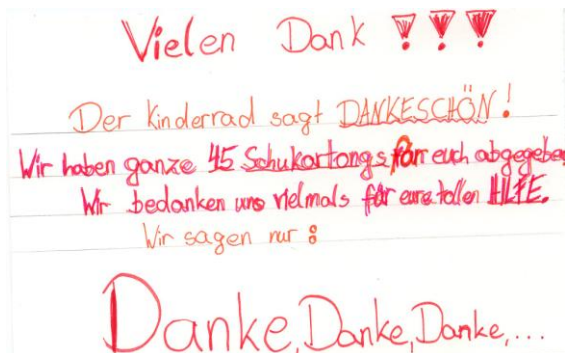 Vielen Dank !!!
Der Kinderrad sagt DANKESCHÖN!
Wir haben ganze 45 Schukartongs für euch abgegeben
Wir bedanken uns vielmals für eure tollen HILFE.
Wir sagen nur :
Danke, Danke, Danke, ...